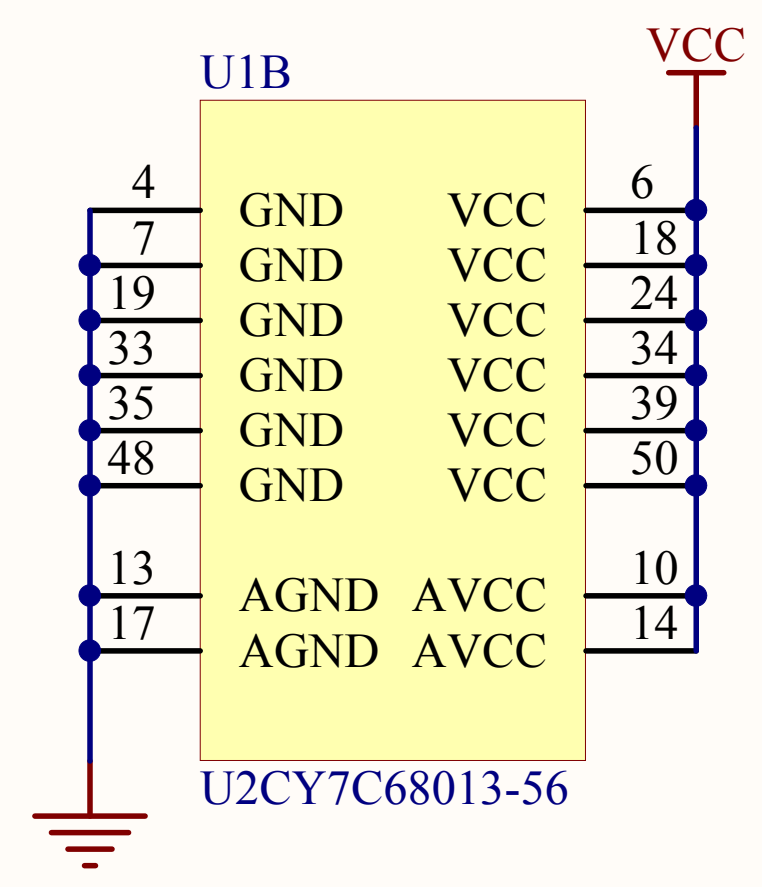 VCC
U1B
4 GND VCC 6
7 GND VCC 18
19 GND VCC 24
33 GND VCC 34
35 GND VCC 39
48 GND VCC 50
13 AGND AVCC 10
17 AGND AVCC 14
U2CY7C68013-56